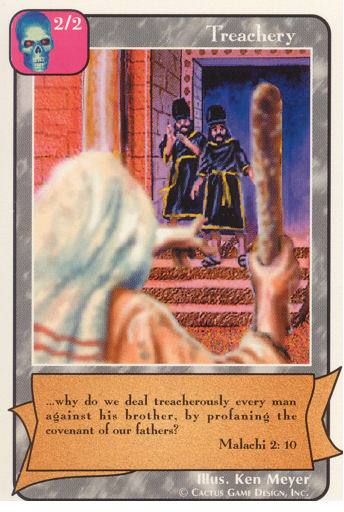 2/2
Treachery
...why do we deal treacherously every man
against his brother, by profaning the
covenant of our fathers?
Malachi 2: 10
Illus. Ken Meyer
© Cactus Game Design, Inc.